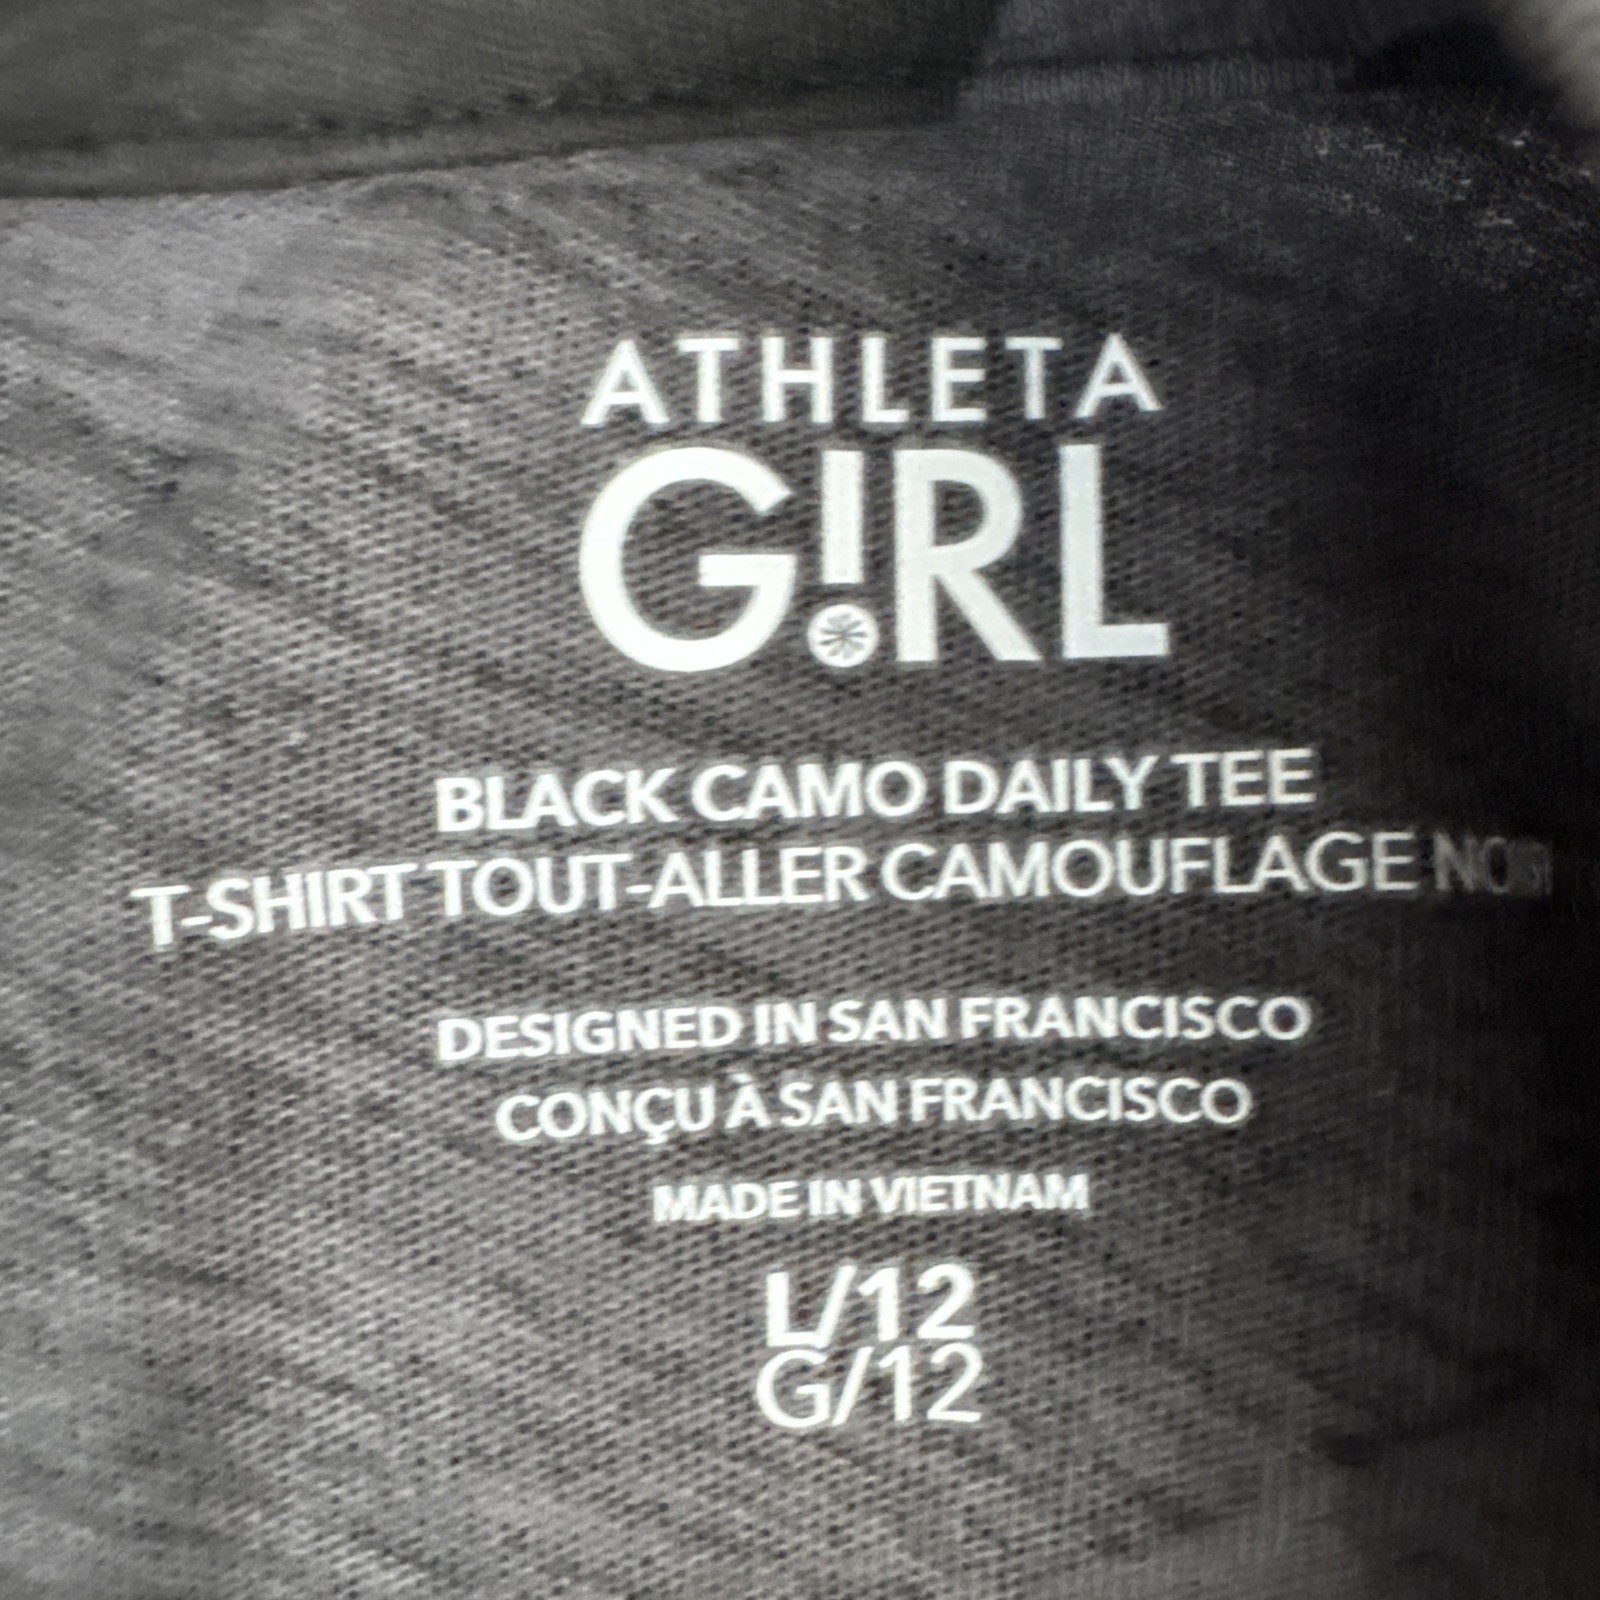 ATHLETA
G!RL
BLACK CAMO DAILY TEE
T-SHIRT TOUT-ALLER CAMOUFLAGE NOIR
DESIGNED IN SAN FRANCISCO
CONÇU À SAN FRANCISCO
MADE IN VIETNAM
L/12
G/12